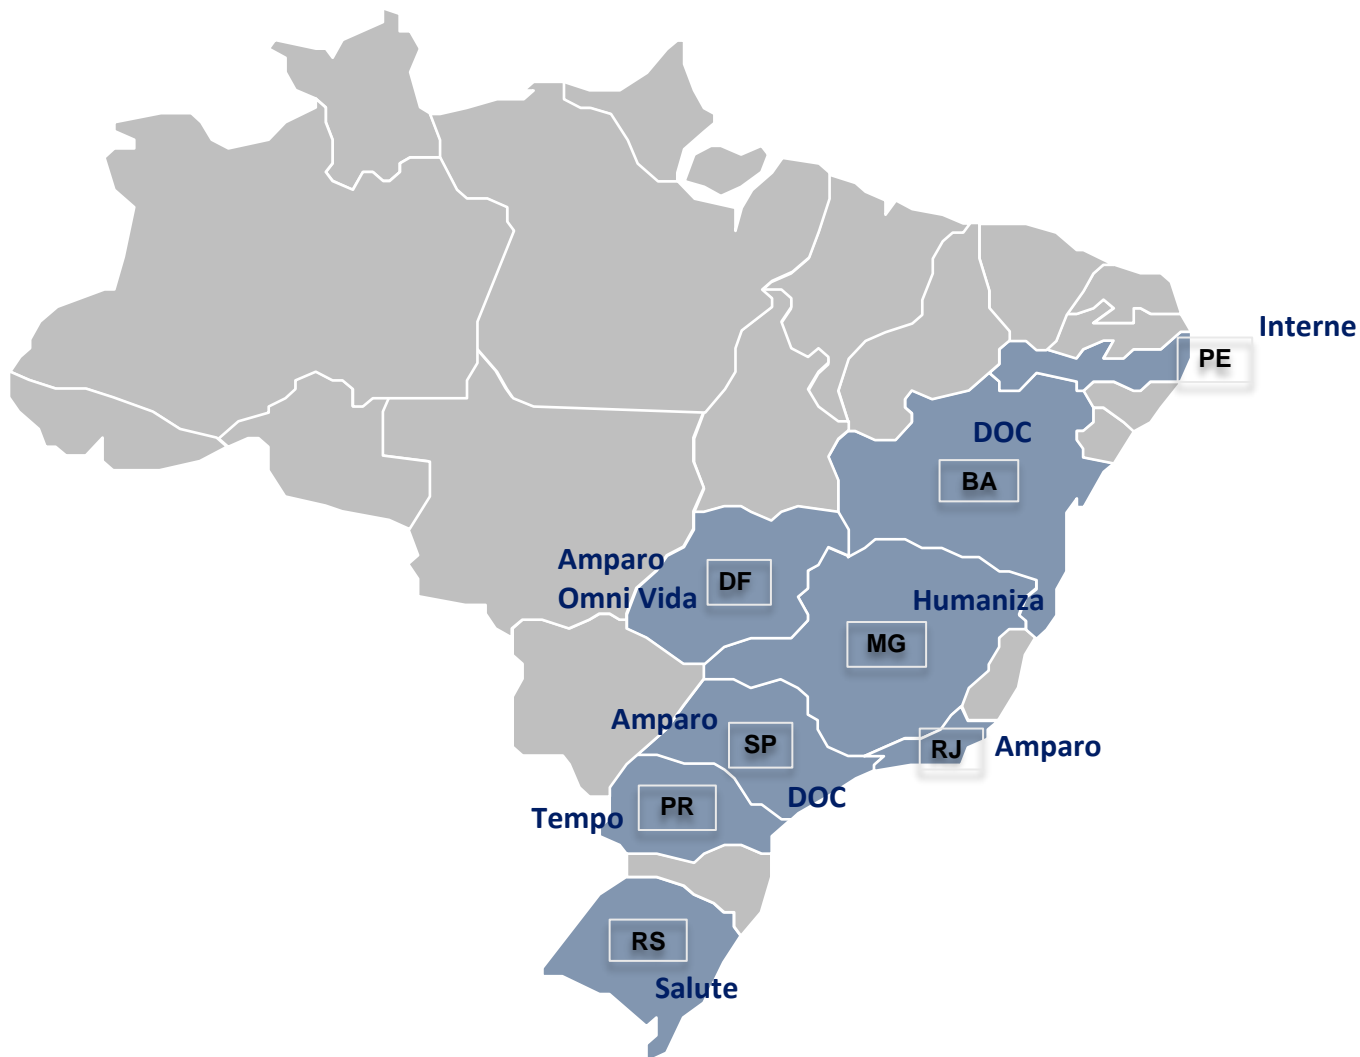 Interne
PE
DOC
BA
Amparo
Omni Vida
DF
Humaniza
MG
Amparo
SP
RJ
Amparo
DOC
PR
Tempo
RS
Salute